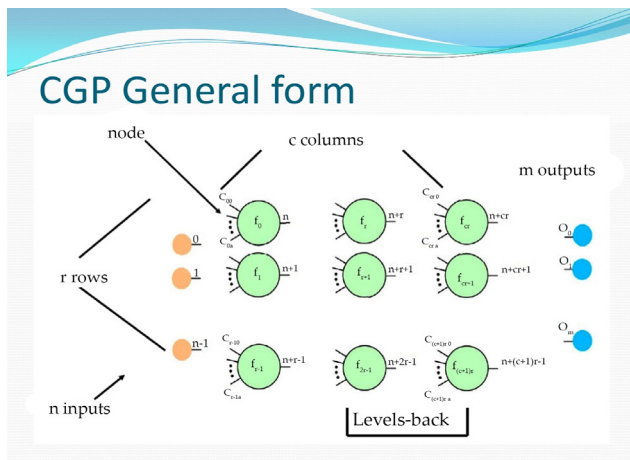 CGP General form
node
c columns
m outputs
r rows
n inputs
0
1
n-1
C00
C0a
f0
n
fr
n+r
Ccr 0
Ccr a
fcr
n+cr
O0
f1
n+1
fr+1
n+r+1
fcr+1
n+cr+1
O1
Cr-10
Cr-1a
fr-1
n+r-1
f2r-1
n+2r-1
C(c+1)r 0
C(c+1)r a
f(c+1)r
n+(c+1)r-1
Om
Levels-back